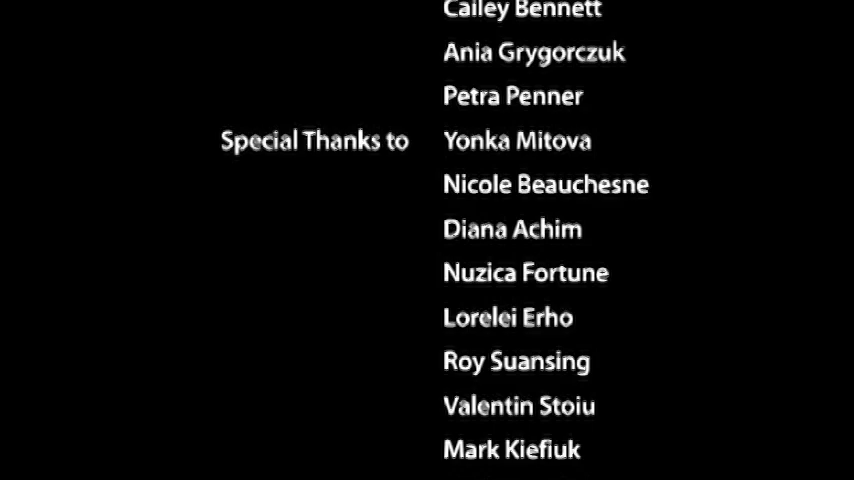 Cailey Bennett
Ania Grygorczuk
Petra Penner
Special Thanks to Yonka Mitova
Nicole Beauchesne
Diana Achim
Nuzica Fortune
Lorelei Erho
Roy Suansing
Valentin Stoiu
Mark Kiefiuk